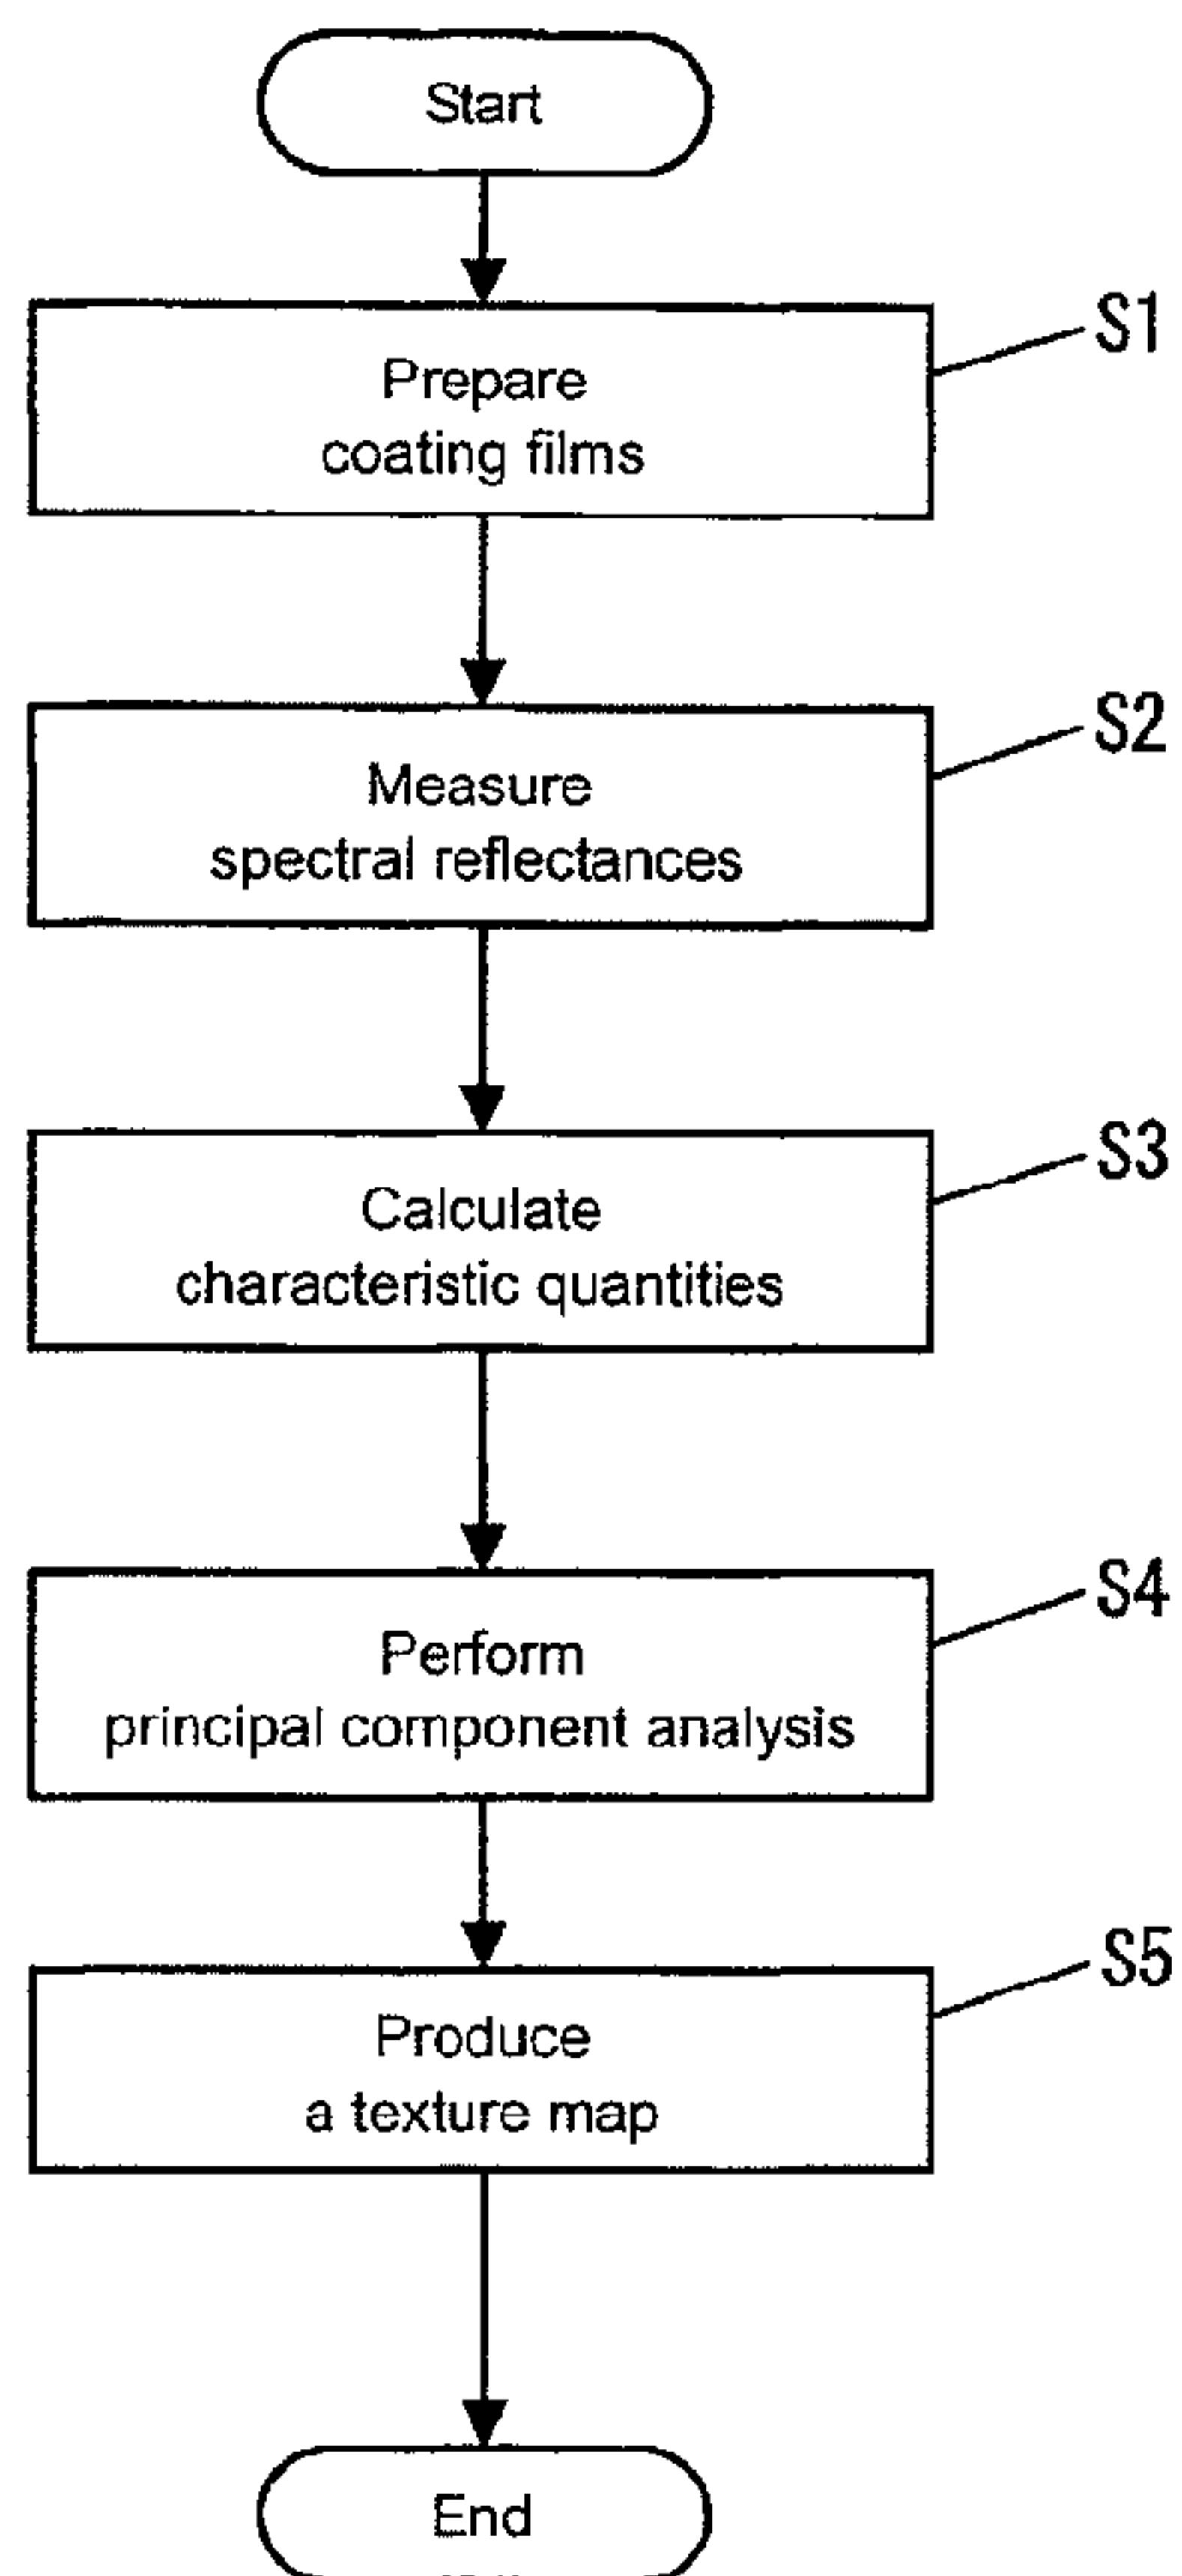 Start
S1
Prepare
coating films
S2
Measure
spectral reflectances
S3
Calculate
characteristic quantities
S4
Perform
principal component analysis
S5
Produce
a texture map
End